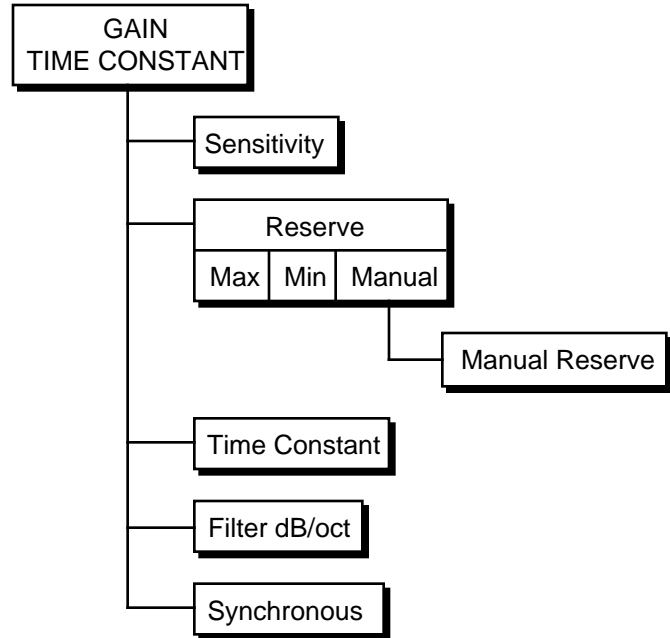 GAIN
TIME CONSTANT
Sensitivity
Reserve
Max Min Manual
Manual Reserve
Time Constant
Filter dB/oct
Synchronous